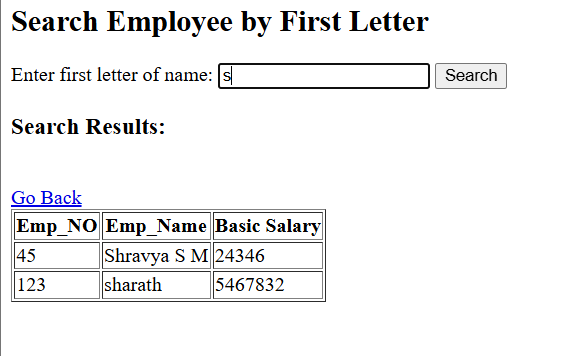 Search Employee by First Letter
Enter first letter of name: s Search
Search Results:
Go Back
Emp_NO Emp_Name Basic Salary
45 Shravya S M 24346
123 sharath 5467832